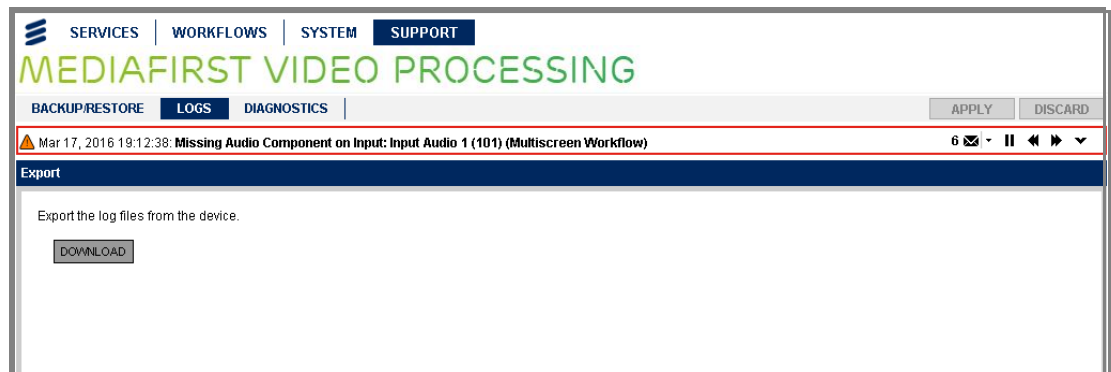 SERVICES WORKFLOWS SYSTEM SUPPORT
MEDIAFIRST VIDEO PROCESSING
BACKUP/RESTORE LOGS DIAGNOSTICS APPLY DISCARD
Mar 17, 2016 19:12:38: Missing Audio Component on Input: Input Audio 1 (101) (Multiscreen Workflow) 6
Export
Export the log files from the device.
DOWNLOAD